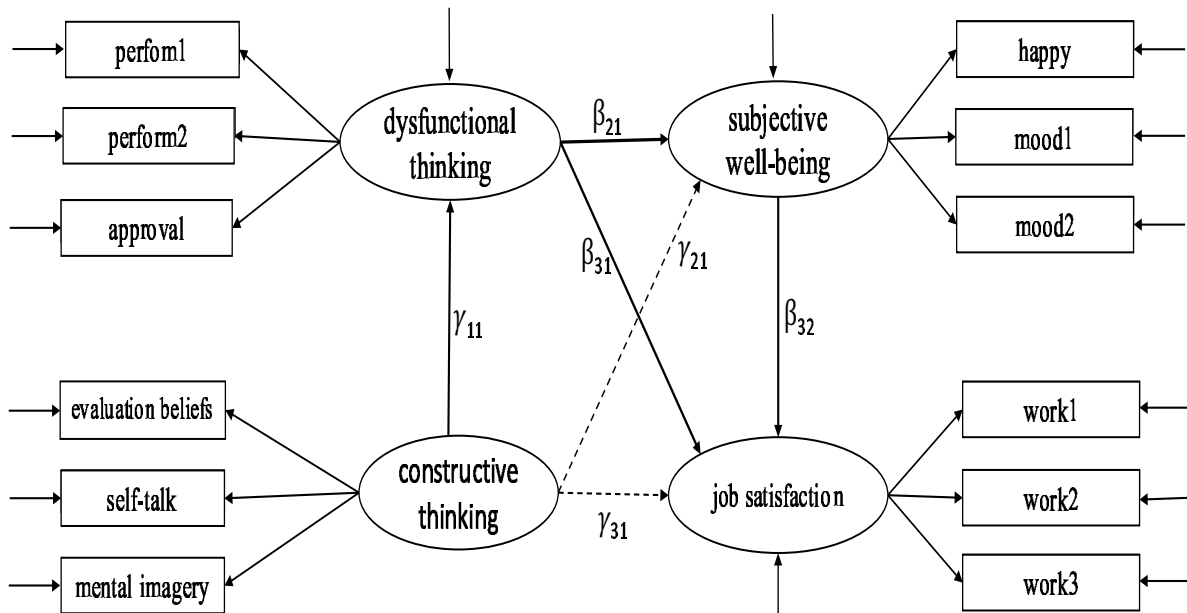 perfom1
perform2
approval
dysfunctional
thinking
β21
subjective
well-being
happy
mood1
mood2
β31
γ21
γ11
β32
evaluation beliefs
self-talk
mental imagery
constructive
thinking
γ31
job satisfaction
work1
work2
work3